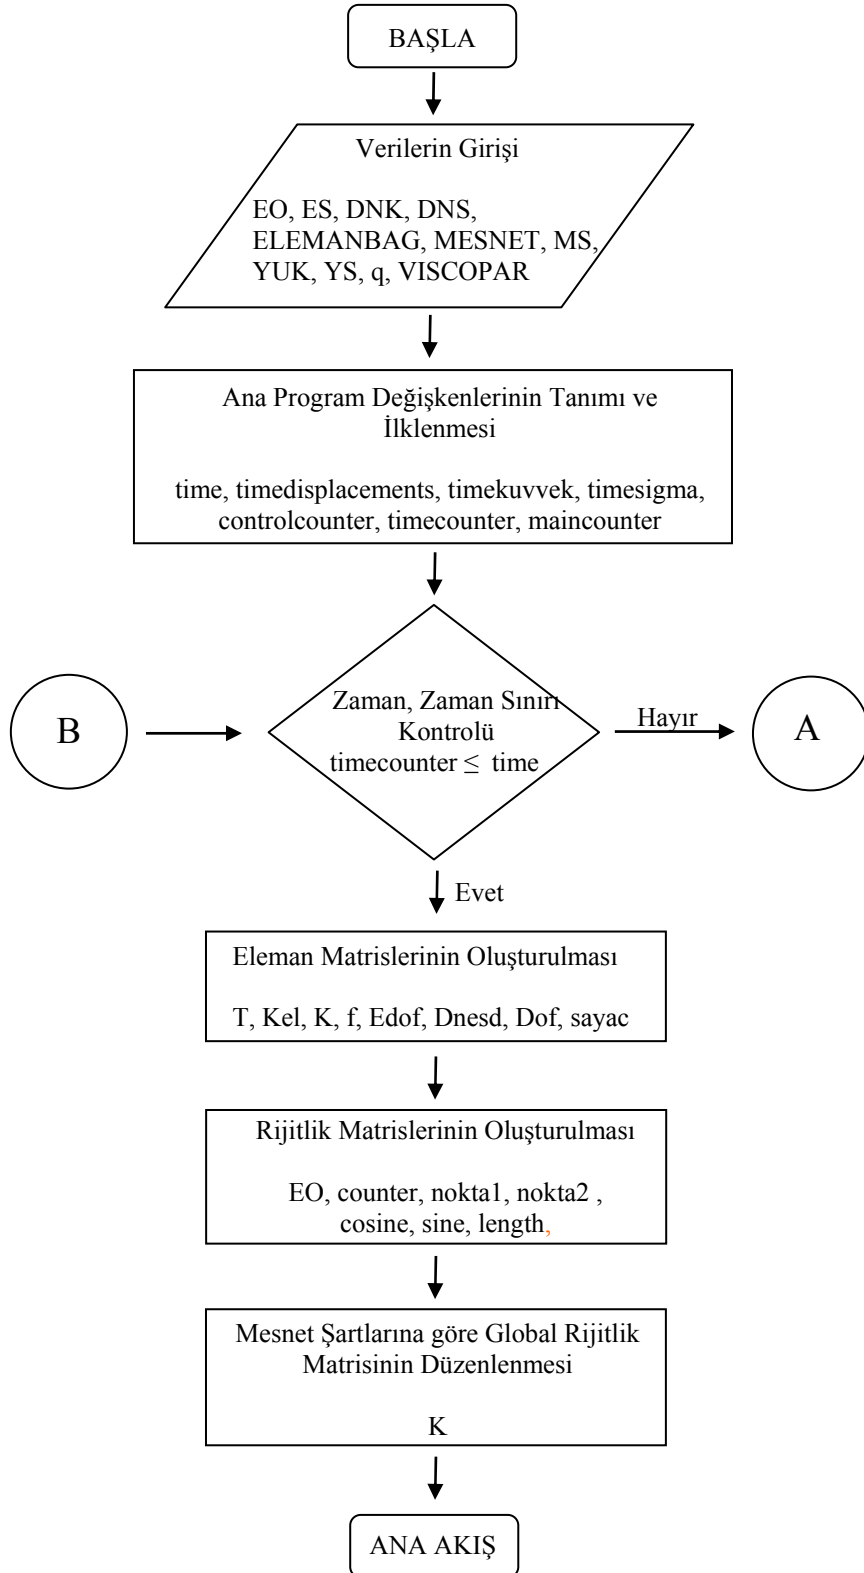 BAŞLA
Verilerin Girişi
EO, ES, DNK, DNS,
ELEMANBAG, MESNET, MS,
YUK, YS, q, VISCOPAR
Ana Program Değişkenlerinin Tanımı ve
İlklenmesi
time, timedisplacements, timekuvvek, timesigma,
controlcounter, timecounter, maincounter
B
Zaman, Zaman Sınırı
Kontrolü
timecounter ≤ time
Hayır
A
Evet
Eleman Matrislerinin Oluşturulması
T, Kel, K, f, Edof, Dnesd, Dof, sayac
Rijitlik Matrislerinin Oluşturulması
EO, counter, nokta1, nokta2 ,
cosine, sine, length,
Mesnet Şartlarına göre Global Rijitlik
Matrisinin Düzenlenmesi
K
ANA AKIŞ